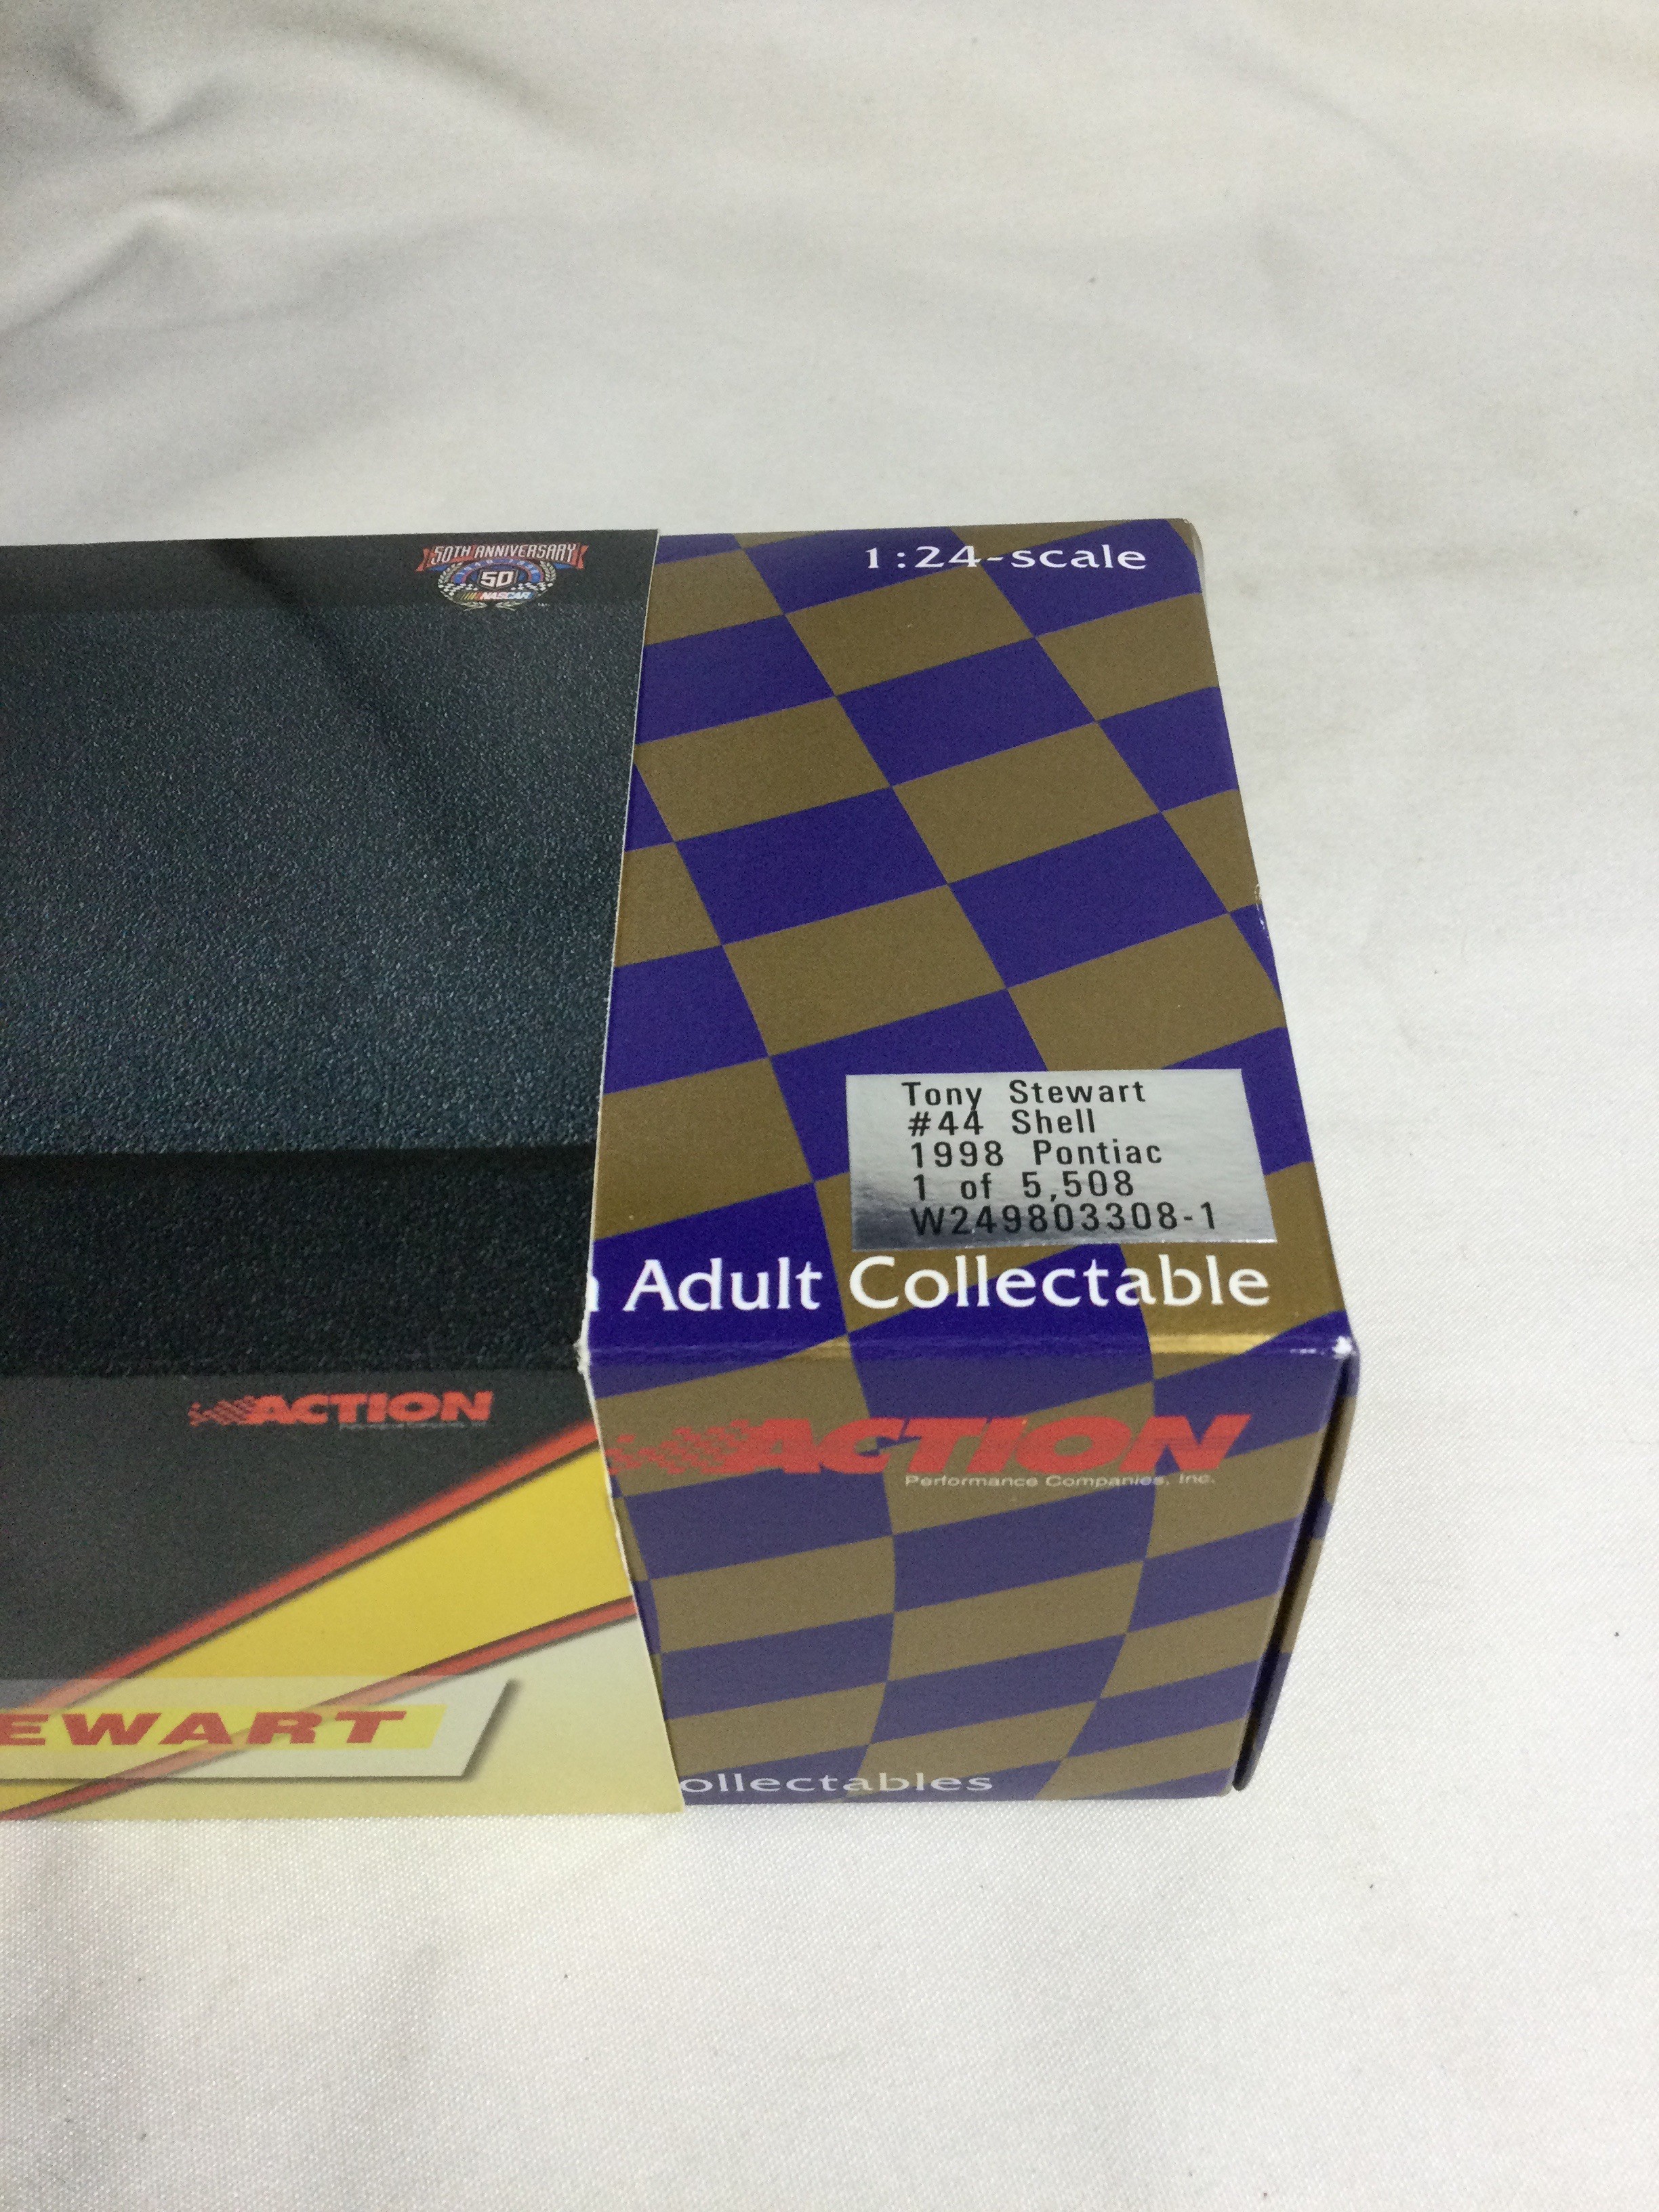 50TH ANNIVERSARY
50
NASCAR
1:24-scale
Tony Stewart
#44 Shell
1998 Pontiac
1 of 5,508
W249803308-1
Adult Collectable
ACTION
ACTION
Performance Companies, Inc.
EWART
ollectables